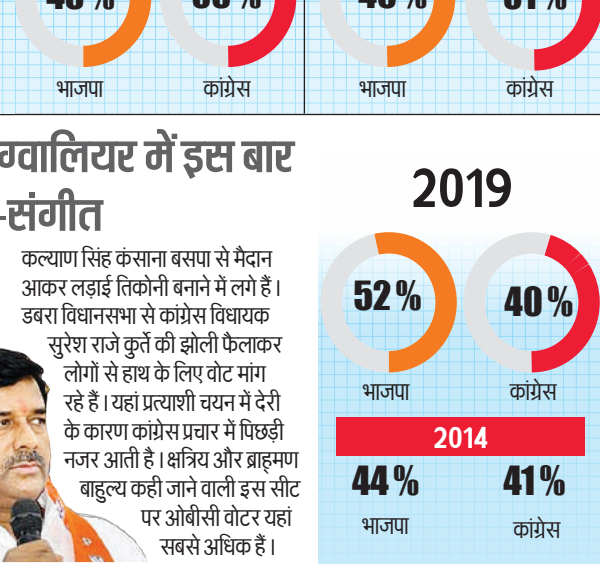 भाजपा कांग्रेस भाजपा कांग्रेस
ग्वालियर में इस बार
-संगीत
कल्याण सिंह कंसाना बसपा से मैदान
आकर लड़ाई तिकोनी बनाने में लगे हैं।
डबरा विधानसभा से कांग्रेस विधायक
सुरेश राजे कुर्ते की झोली फैलाकर
लोगों से हाथ के लिए वोट मांग
रहे हैं। यहां प्रत्याशी चयन में देरी
के कारण कांग्रेस प्रचार में पिछड़ी
नजर आती है। क्षत्रिय और ब्राह्मण
बाहुल्य कही जाने वाली इस सीट
पर ओबीसी वोटर यहां
सबसे अधिक हैं।
2019
52% 40%
भाजपा कांग्रेस
2014
44% 41%
भाजपा कांग्रेस